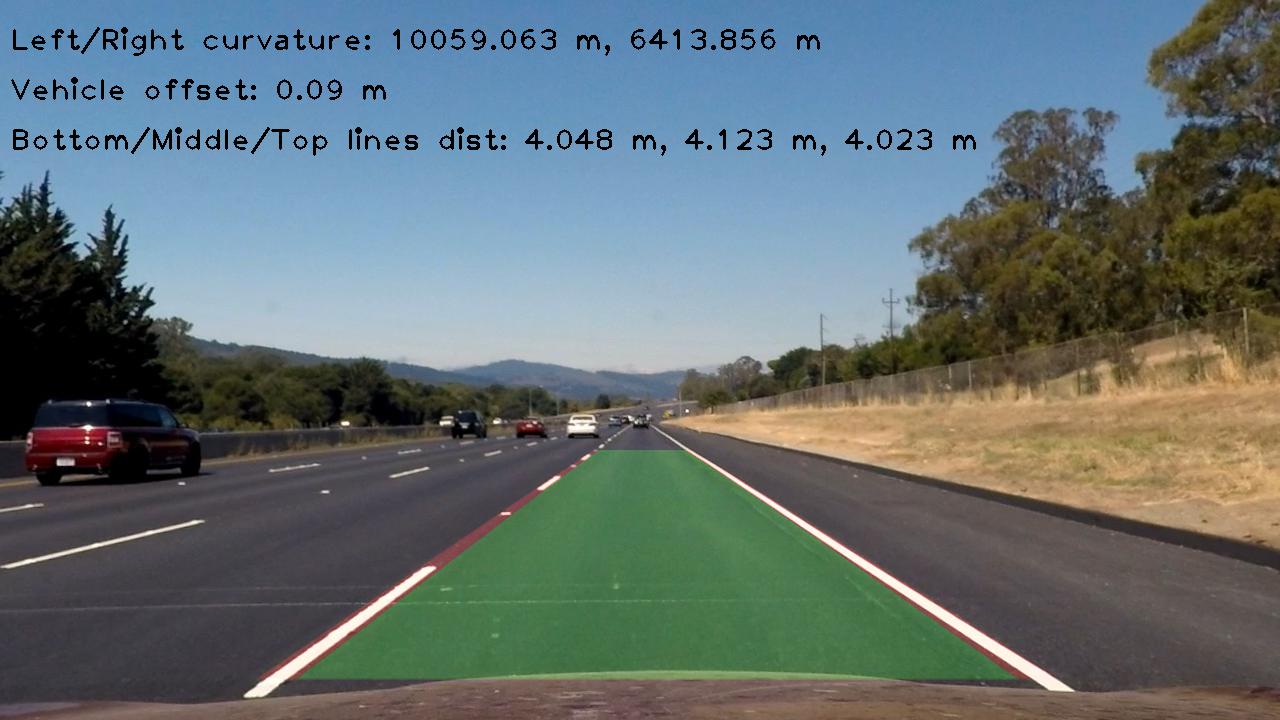 Left/Right curvature: 10059.063 m, 6413.856 m
Vehicle offset: 0.09 m
Bottom/Middle/Top lines dist: 4.048 m, 4.123 m, 4.023 m